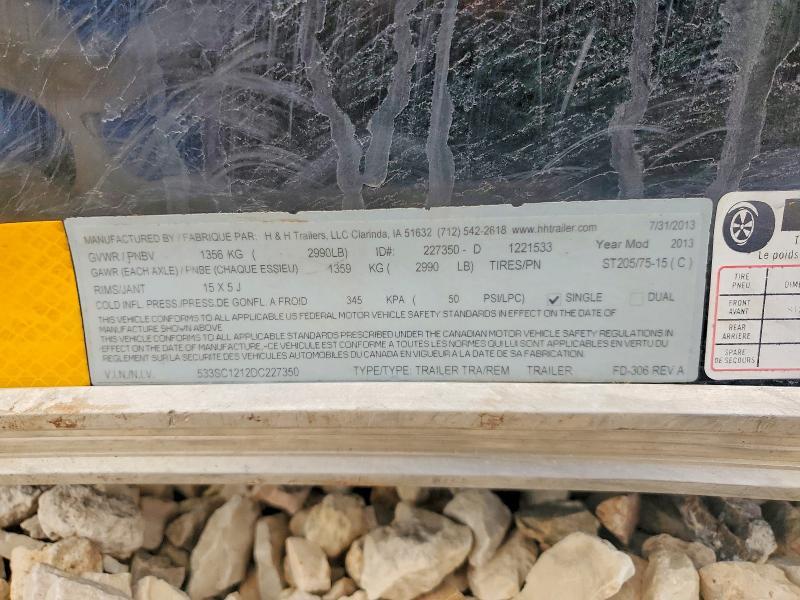 MANUFACTURED BY / FABRIQUE PAR: H & H Trailers, LLC Clarinda, IA 51632 (712) 542-2618 www.hhtrailer.com 7/31/2013
GVWR / PNBV 1356 KG ( 2990LB) ID#: 227350 - D 1221533 Year Mod 2013
GAWR (EACH AXLE) / PNBE (CHAQUE ESSIEU) 1359 KG ( 2990 LB) TIRES/PN ST205/75-15 ( C )
RIMS/JANT 15 X 5 J
COLD INFL. PRESS./PRESS.DE GONFL. A FROID 345 KPA ( 50 PSI/LPC) ✓ SINGLE DUAL
THIS VEHICLE CONFORMS TO ALL APPLICABLE US FEDERAL MOTOR VEHICLE SAFETY STANDARDS IN EFFECT ON THE DATE OF
MANUFACTURE SHOWN ABOVE
THIS VEHICLE CONFORMS TO ALL APPLICABLE STANDARDS PRESCRIBED UNDER THE CANADIAN MOTOR VEHICLE SAFETY REGULATIONS IN
EFFECT ON THE DATE OF MANUFACTURE.-CE VEHICULE EST CONFORME A TOUTES LES NORMES QUI LUI SONT APPLICABLES EN VERTU DU
REGLEMENT SUR LA SECURITE DES VEHICULES AUTOMOBILES DU CANADA EN VIGUEUR A LA DATE DE SA FABRICATION.
V.I.N./N.I.V. 533SC1212DC227350 TYPE/TYPE: TRAILER TRA/REM TRAILER FD-306 REV A
T
Le poids
TIRE
PNEU DIM
FRONT
AVANT
REAR
ARRIÈRE
SPARE
DE SECOURS